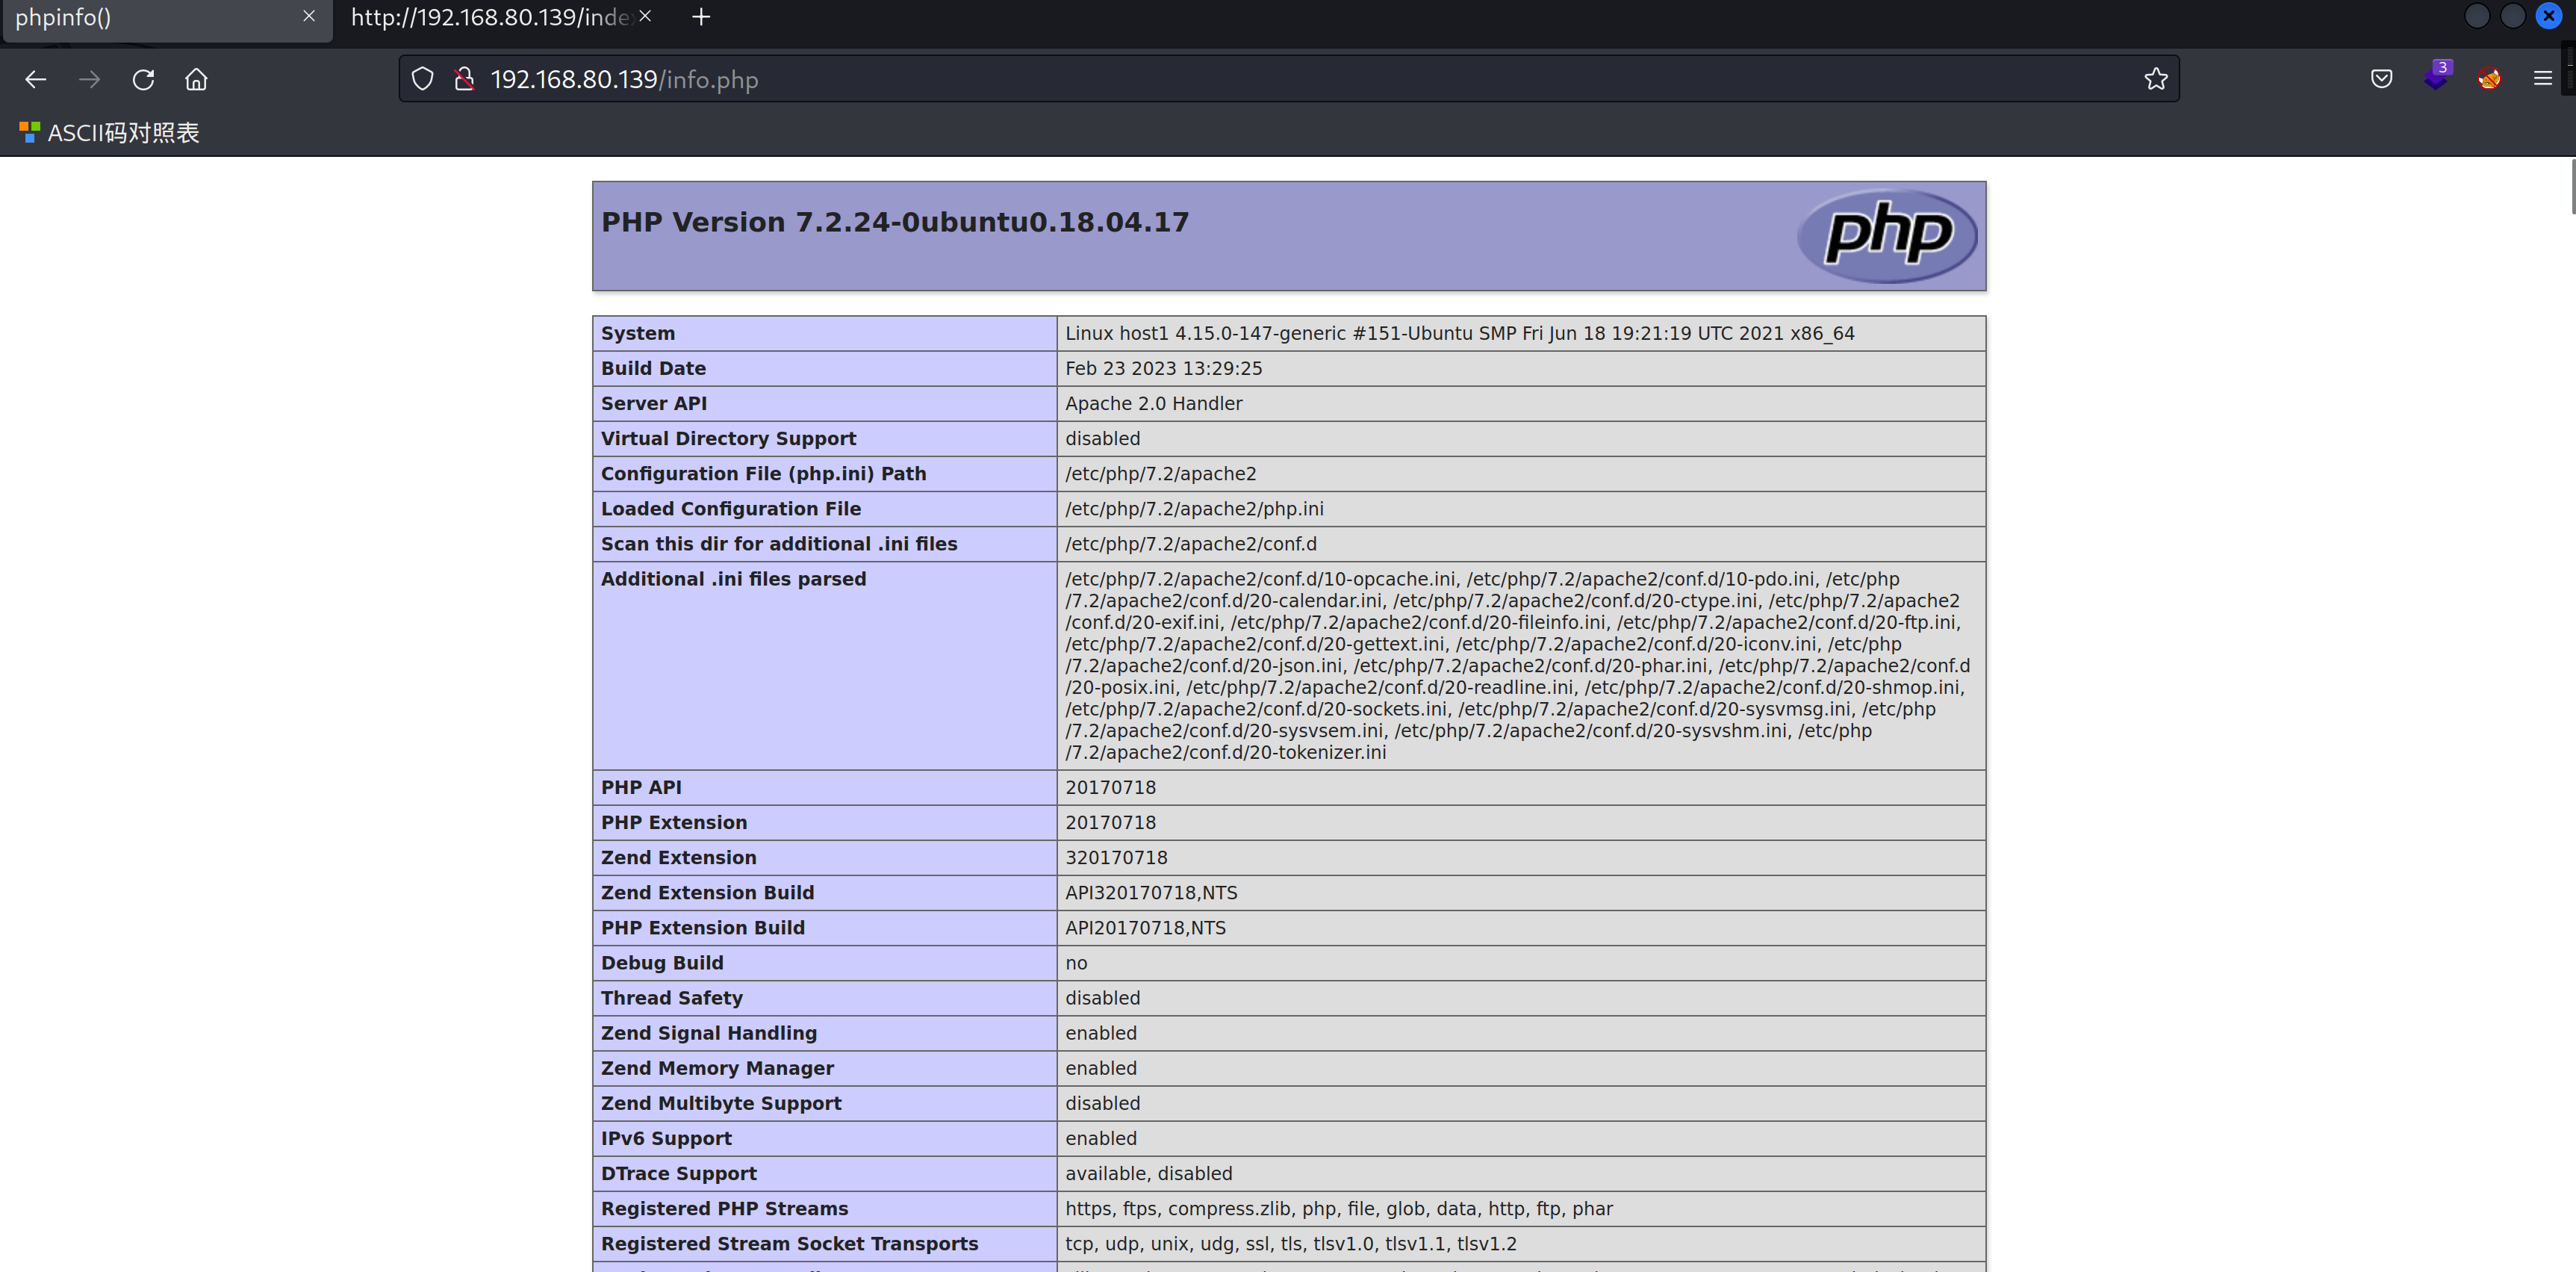 phpinfo()
http://192.168.80.139/inde
192.168.80.139/info.php
3
ASCII码对照表
PHP Version 7.2.24-0ubuntu0.18.04.17
php
System Linux host1 4.15.0-147-generic #151-Ubuntu SMP Fri Jun 18 19:21:19 UTC 2021 x86_64
Build Date Feb 23 2023 13:29:25
Server API Apache 2.0 Handler
Virtual Directory Support disabled
Configuration File (php.ini) Path /etc/php/7.2/apache2
Loaded Configuration File /etc/php/7.2/apache2/php.ini
Scan this dir for additional .ini files /etc/php/7.2/apache2/conf.d
Additional .ini files parsed /etc/php/7.2/apache2/conf.d/10-opcache.ini, /etc/php/7.2/apache2/conf.d/10-pdo.ini, /etc/php
/7.2/apache2/conf.d/20-calendar.ini, /etc/php/7.2/apache2/conf.d/20-ctype.ini, /etc/php/7.2/apache2
/conf.d/20-exif.ini, /etc/php/7.2/apache2/conf.d/20-fileinfo.ini, /etc/php/7.2/apache2/conf.d/20-ftp.ini,
/etc/php/7.2/apache2/conf.d/20-gettext.ini, /etc/php/7.2/apache2/conf.d/20-iconv.ini, /etc/php
/7.2/apache2/conf.d/20-json.ini, /etc/php/7.2/apache2/conf.d/20-phar.ini, /etc/php/7.2/apache2/conf.d
/20-posix.ini, /etc/php/7.2/apache2/conf.d/20-readline.ini, /etc/php/7.2/apache2/conf.d/20-shmop.ini,
/etc/php/7.2/apache2/conf.d/20-sockets.ini, /etc/php/7.2/apache2/conf.d/20-sysvmsg.ini, /etc/php
/7.2/apache2/conf.d/20-sysvsem.ini, /etc/php/7.2/apache2/conf.d/20-sysvshm.ini, /etc/php
/7.2/apache2/conf.d/20-tokenizer.ini
PHP API 20170718
PHP Extension 20170718
Zend Extension 320170718
Zend Extension Build API320170718,NTS
PHP Extension Build API20170718,NTS
Debug Build no
Thread Safety disabled
Zend Signal Handling enabled
Zend Memory Manager enabled
Zend Multibyte Support disabled
IPv6 Support enabled
DTrace Support available, disabled
Registered PHP Streams https, ftps, compress.zlib, php, file, glob, data, http, ftp, phar
Registered Stream Socket Transports tcp, udp, unix, udg, ssl, tls, tlsv1.0, tlsv1.1, tlsv1.2